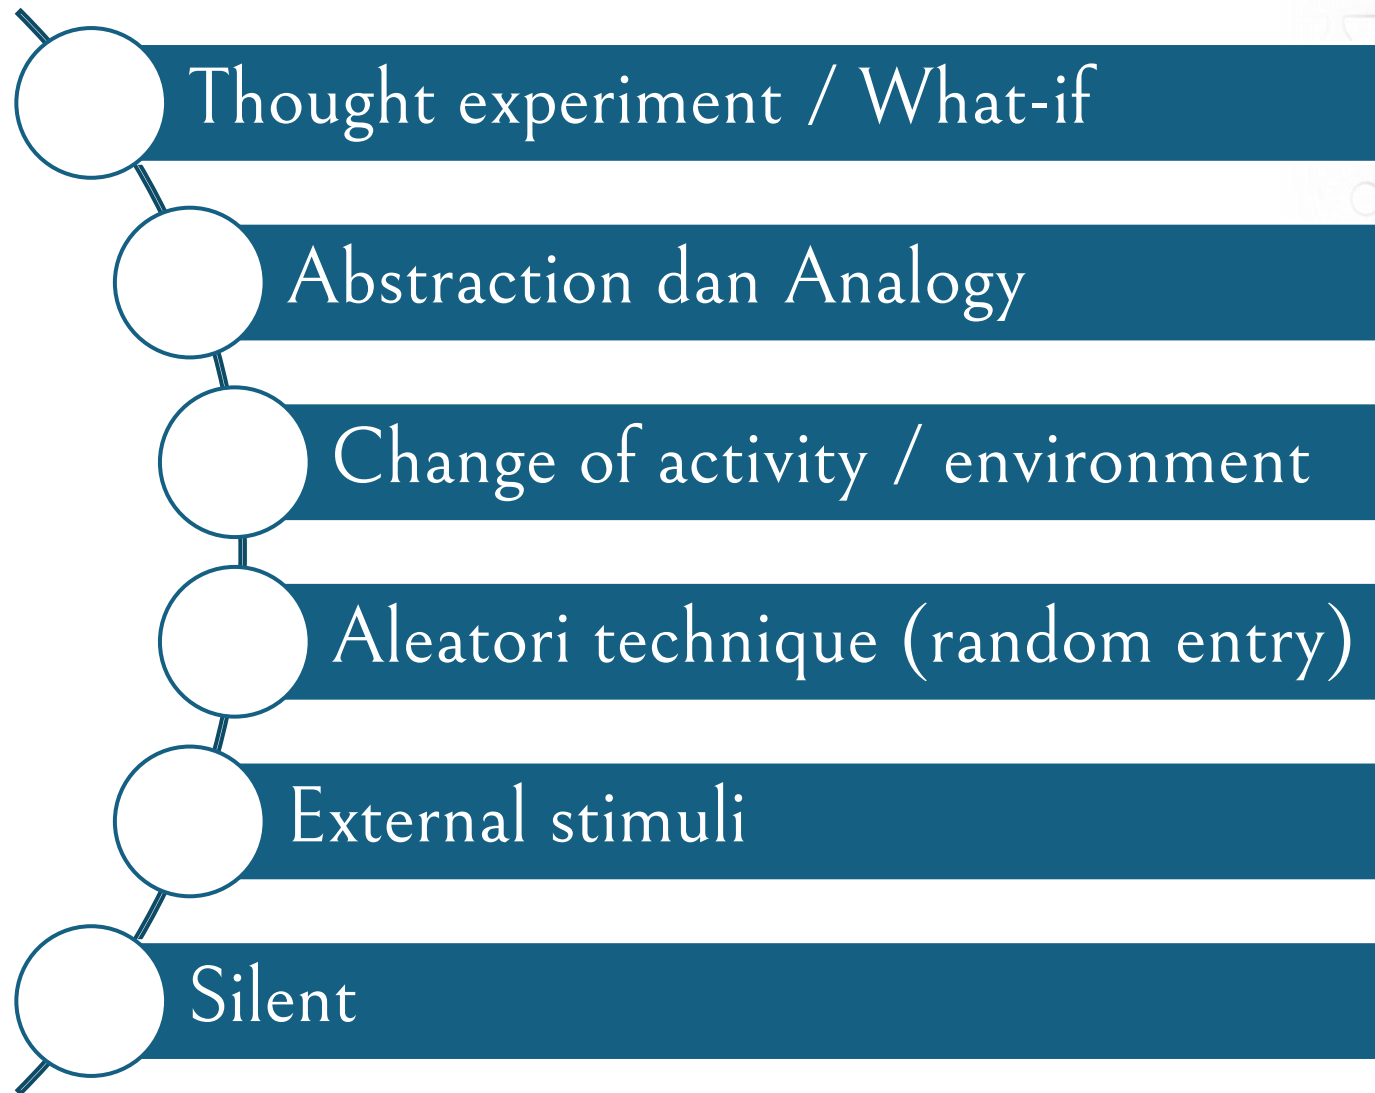 Thought experiment / What-if
Abstraction dan Analogy
Change of activity / environment
Aleatori technique (random entry)
External stimuli
Silent